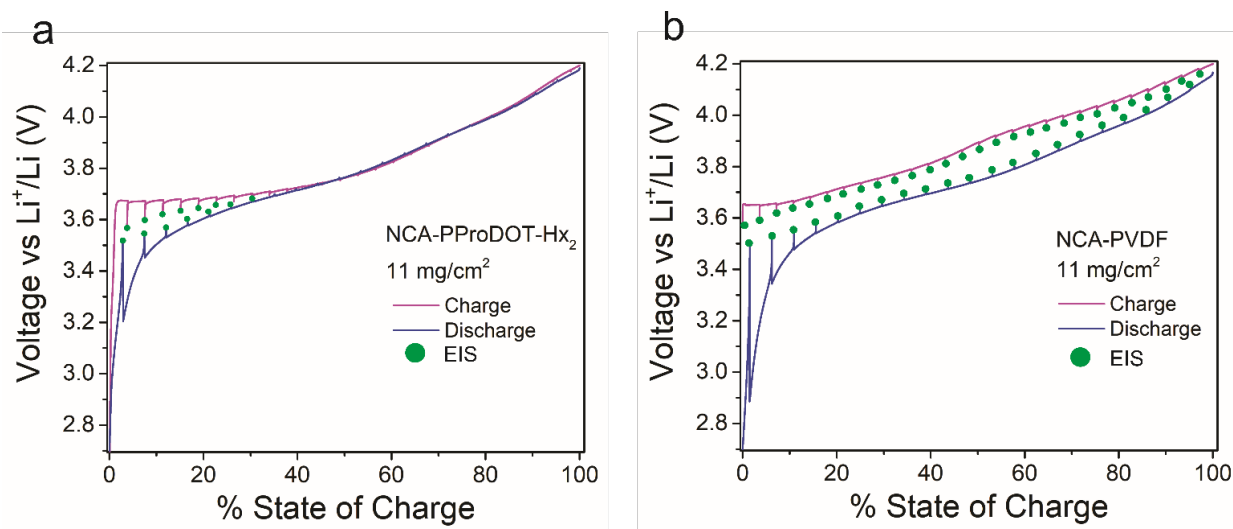 a
Voltage vs Li⁺/Li (V)
4.2
4.0
3.8
3.6
3.4
3.2
3.0
2.8
NCA-PProDOT-Hx₂
11 mg/cm²
Charge
Discharge
EIS
0 20 40 60 80 100
% State of Charge
b
Voltage vs Li⁺/Li (V)
4.2
4.0
3.8
3.6
3.4
3.2
3.0
2.8
NCA-PVDF
11 mg/cm²
Charge
Discharge
EIS
0 20 40 60 80 100
% State of Charge